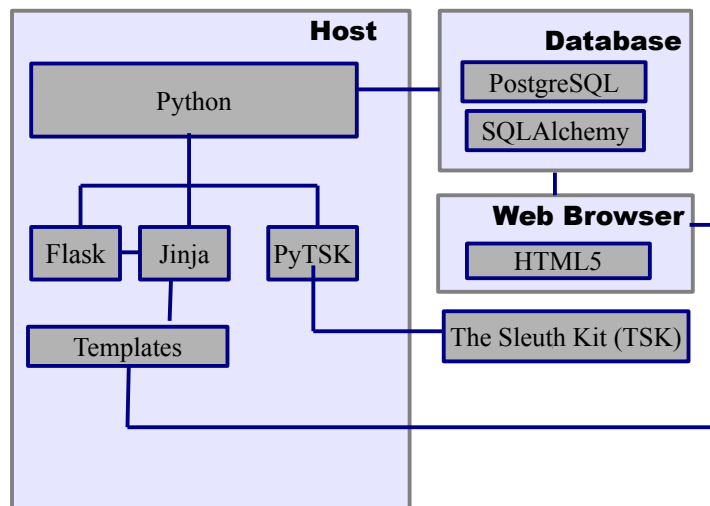 Host
Python
Flask
Jinja
PyTSK
Templates
Database
PostgreSQL
SQLAlchemy
Web Browser
HTML5
The Sleuth Kit (TSK)